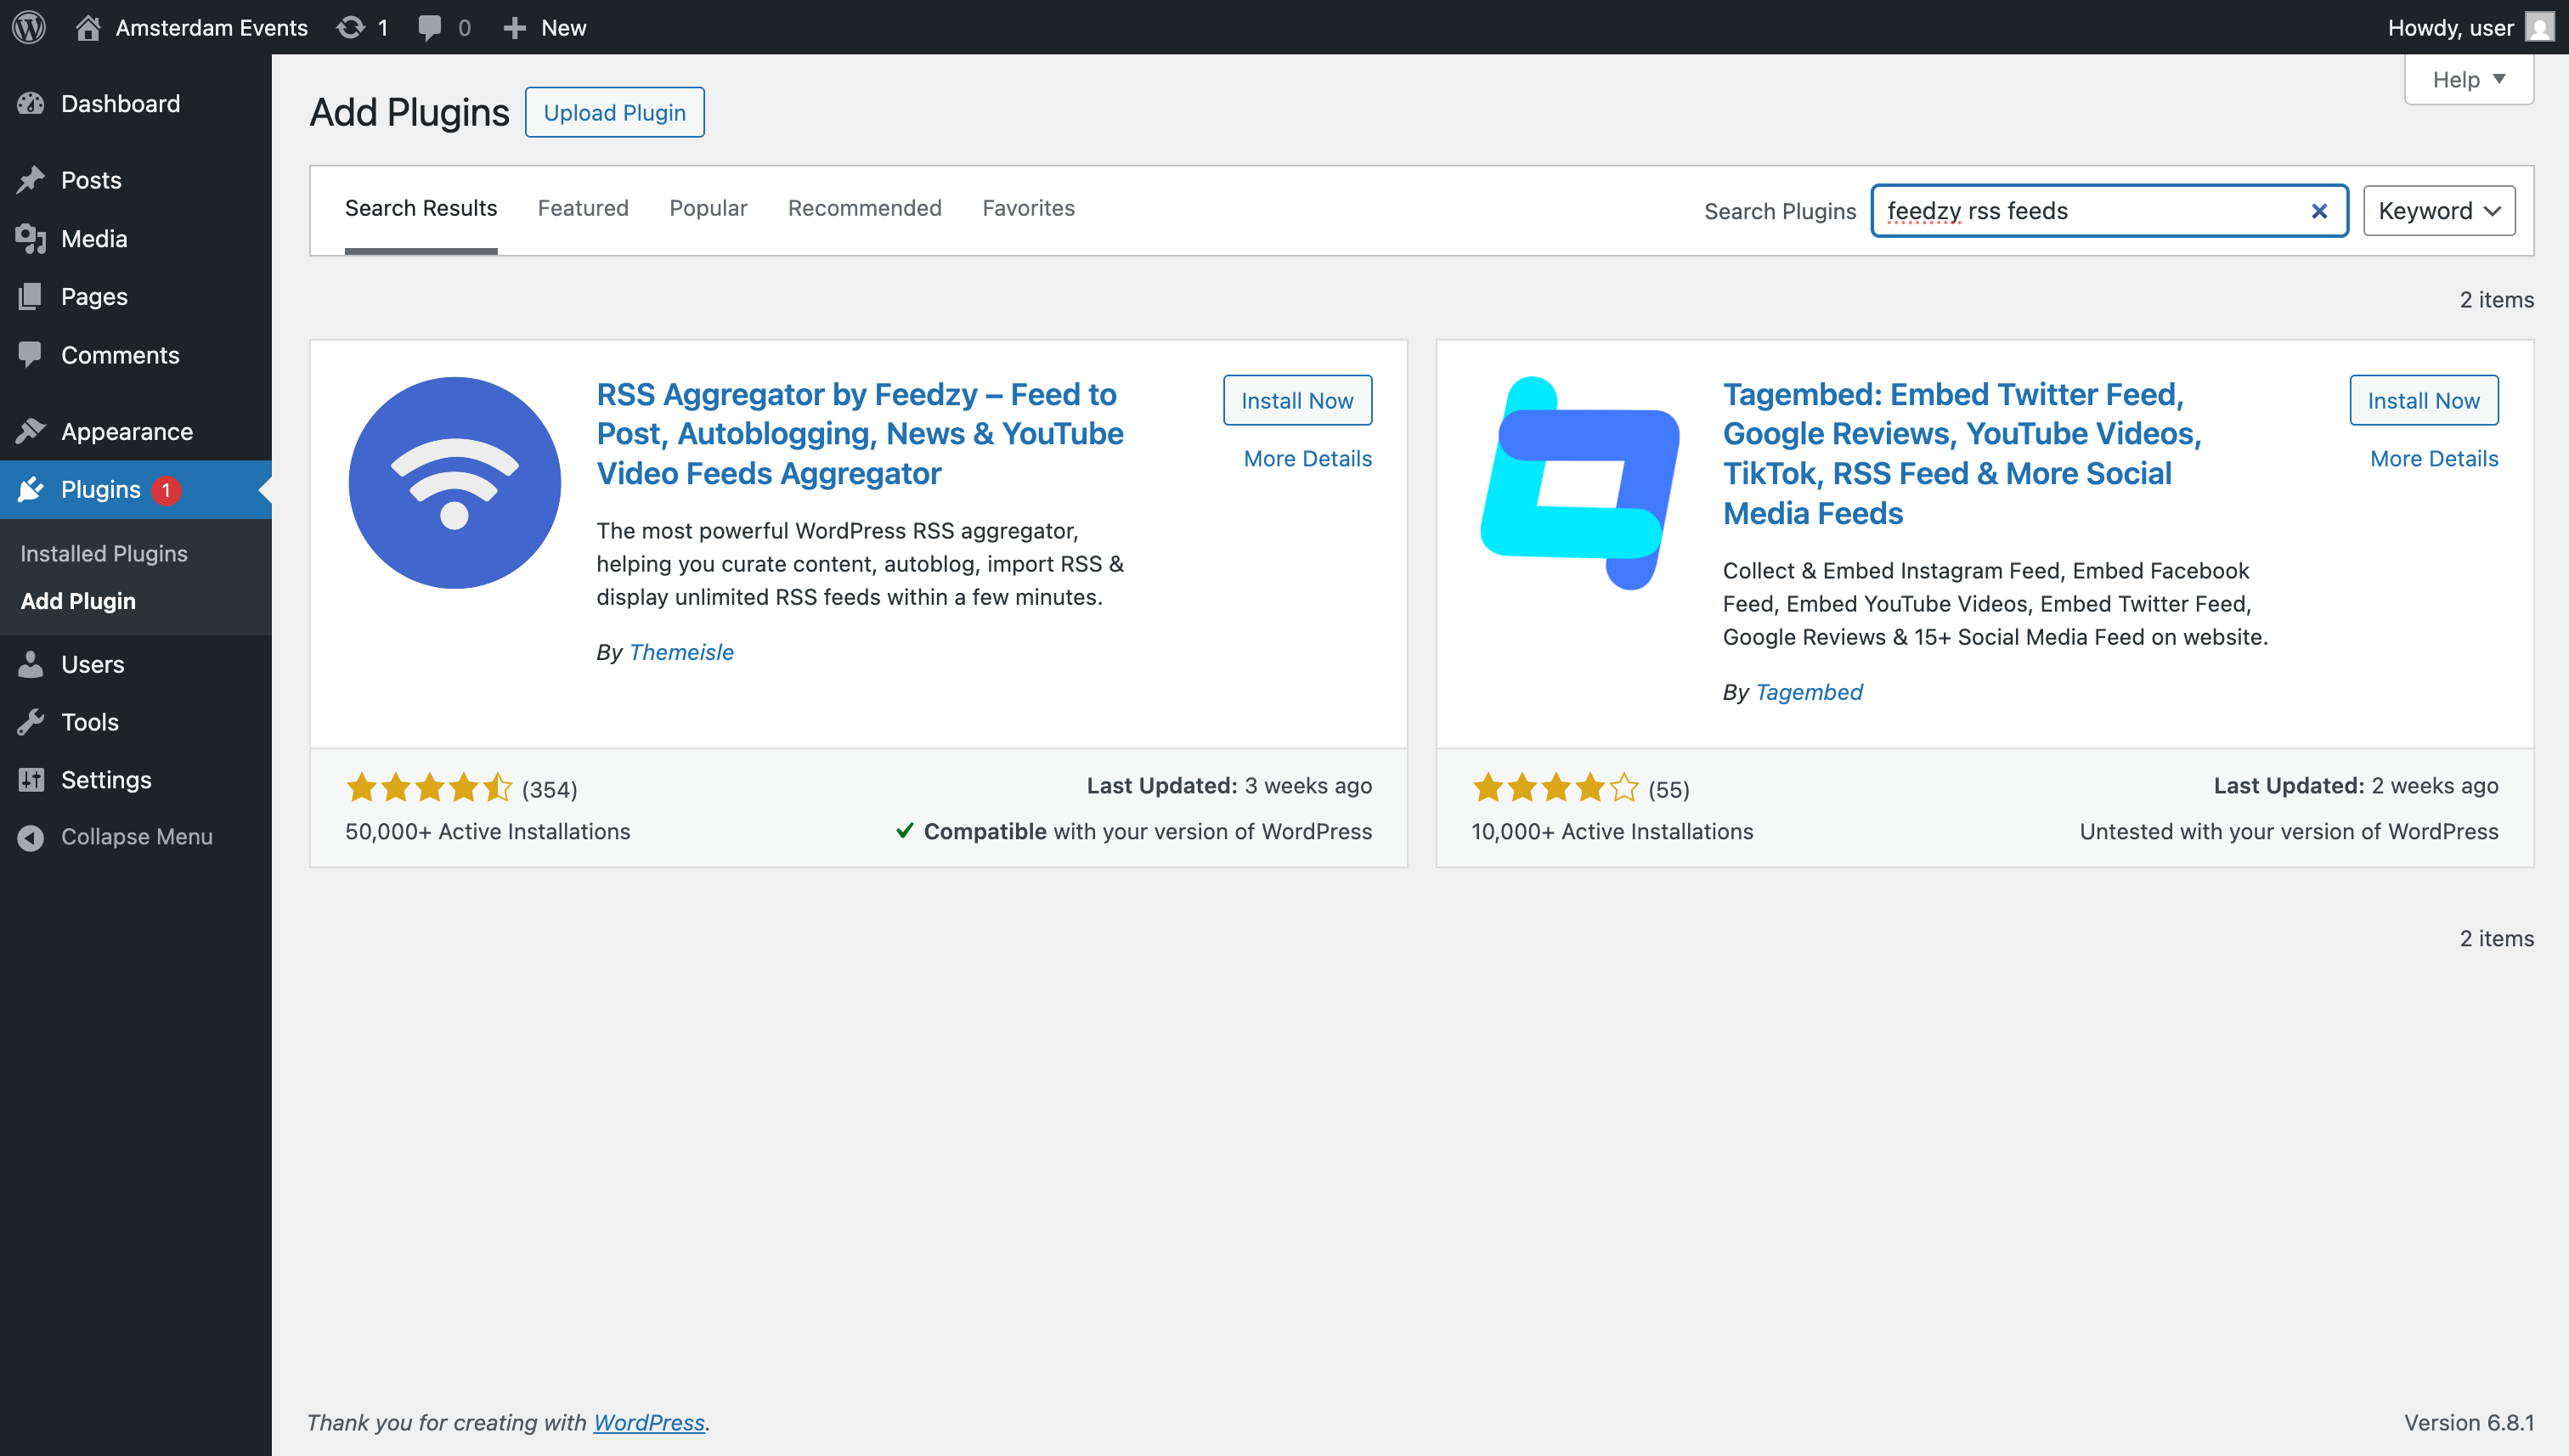 Amsterdam Events 1 0 New Howdy, user
Help
Dashboard
Posts
Media
Pages
Comments
Appearance
Plugins 1
Installed Plugins
Add Plugin
Users
Tools
Settings
Collapse Menu
Add Plugins Upload Plugin
Search Results Featured Popular Recommended Favorites Search Plugins feedzy rss feeds Keyword
2 items
RSS Aggregator by Feedzy – Feed to
Post, Autoblogging, News & YouTube
Video Feeds Aggregator
Install Now
More Details
The most powerful WordPress RSS aggregator,
helping you curate content, autoblog, import RSS &
display unlimited RSS feeds within a few minutes.
By Themeisle
(354)
50,000+ Active Installations
Last Updated: 3 weeks ago
Compatible with your version of WordPress
Tagembed: Embed Twitter Feed,
Google Reviews, YouTube Videos,
TikTok, RSS Feed & More Social
Media Feeds
Install Now
More Details
Collect & Embed Instagram Feed, Embed Facebook
Feed, Embed YouTube Videos, Embed Twitter Feed,
Google Reviews & 15+ Social Media Feed on website.
By Tagembed
(55)
10,000+ Active Installations
Last Updated: 2 weeks ago
Untested with your version of WordPress
2 items
Thank you for creating with WordPress.
Version 6.8.1